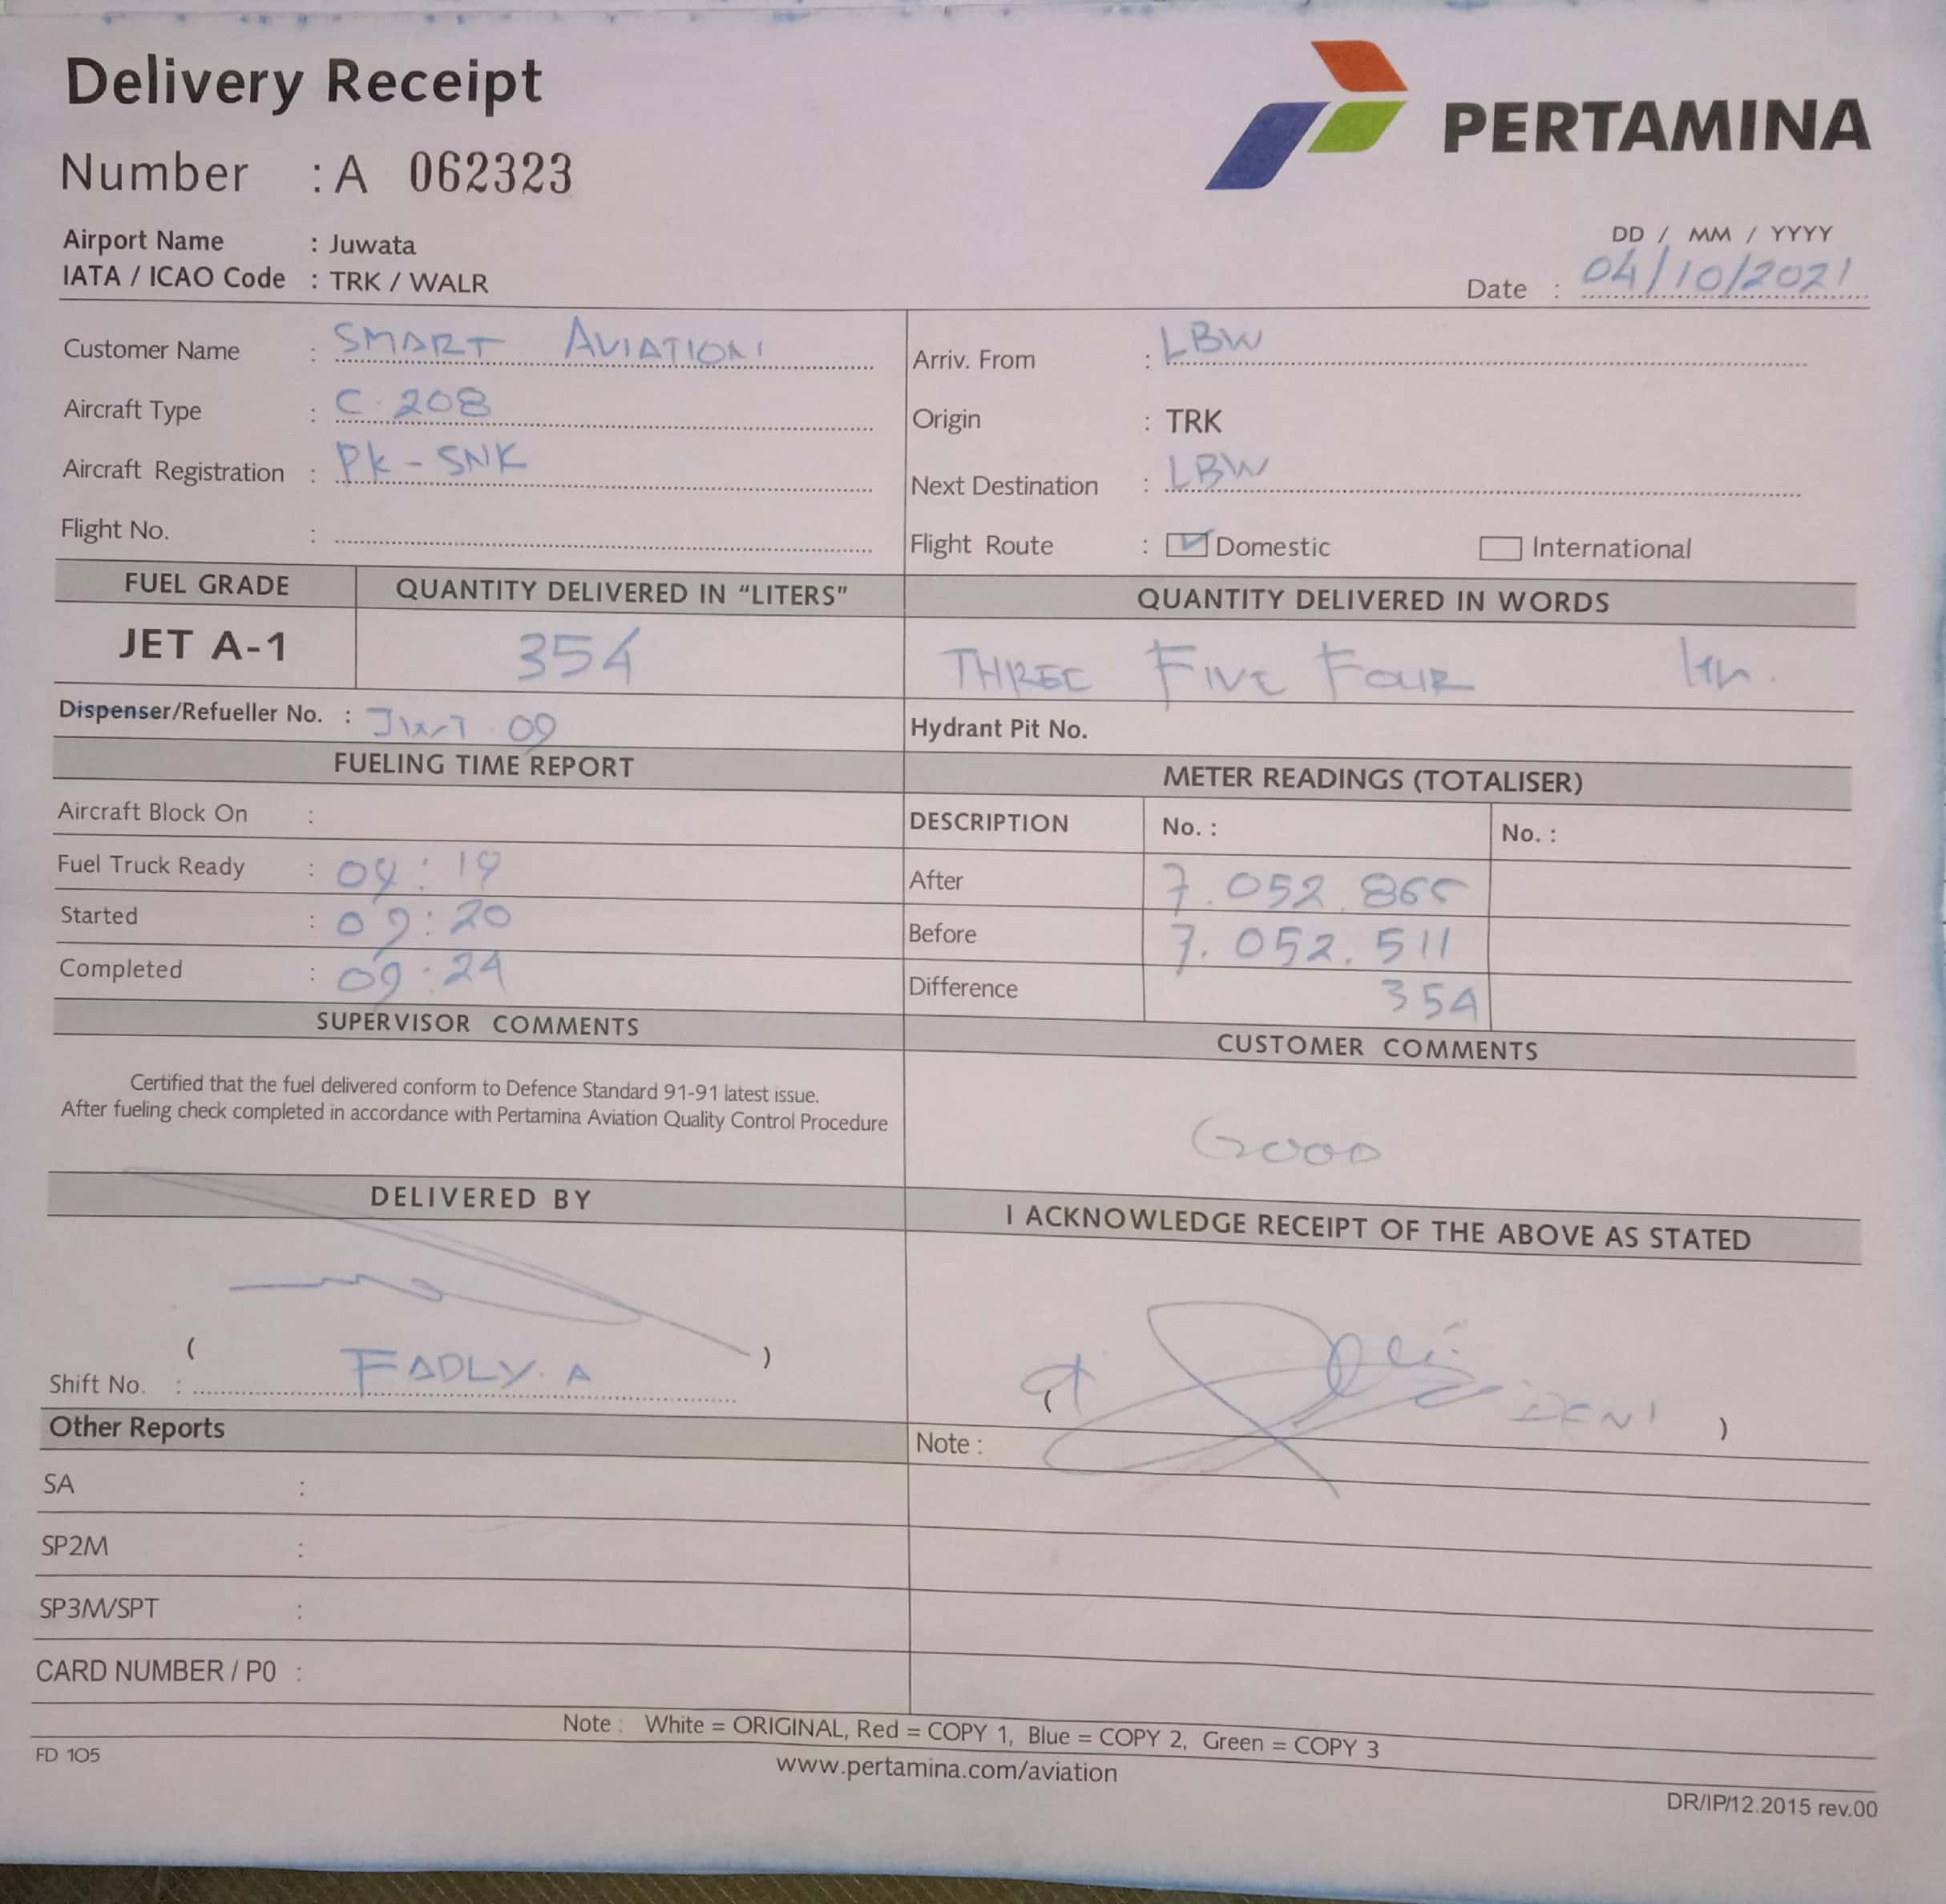 Delivery Receipt
PERTAMINA
Number : A 062323
Airport Name : Juwata
IATA / ICAO Code : TRK / WALR
DD / MM / YYYY
Date : 04/10/2021
Customer Name : SMART AVIATION
Aircraft Type : C 208
Aircraft Registration : PK-SNK
Flight No. :
Arriv. From : LBW
Origin : TRK
Next Destination : LBW
Flight Route : Domestic International
FUEL GRADE QUANTITY DELIVERED IN "LITERS" QUANTITY DELIVERED IN WORDS
JET A-1 354 THREE FIVE FOUR
Dispenser/Refueller No. : 09
Hydrant Pit No.
FUELING TIME REPORT
Aircraft Block On :
Fuel Truck Ready : 09:19
Started : 09:20
Completed : 09:24
METER READINGS (TOTALISER)
DESCRIPTION No. : No. :
After 7.052.865
Before 7.052.511
Difference 354
SUPERVISOR COMMENTS
Certified that the fuel delivered conform to Defence Standard 91-91 latest issue.
After fueling check completed in accordance with Pertamina Aviation Quality Control Procedure
CUSTOMER COMMENTS
GOOD
DELIVERED BY
( )
Shift No. : FADLY. A
I ACKNOWLEDGE RECEIPT OF THE ABOVE AS STATED
( DENI )
Other Reports
SA :
SP2M :
SP3M/SPT :
CARD NUMBER / P0 :
Note :
Note : White = ORIGINAL, Red = COPY 1, Blue = COPY 2, Green = COPY 3
FD 105
www.pertamina.com/aviation
DR/IP/12.2015 rev.00